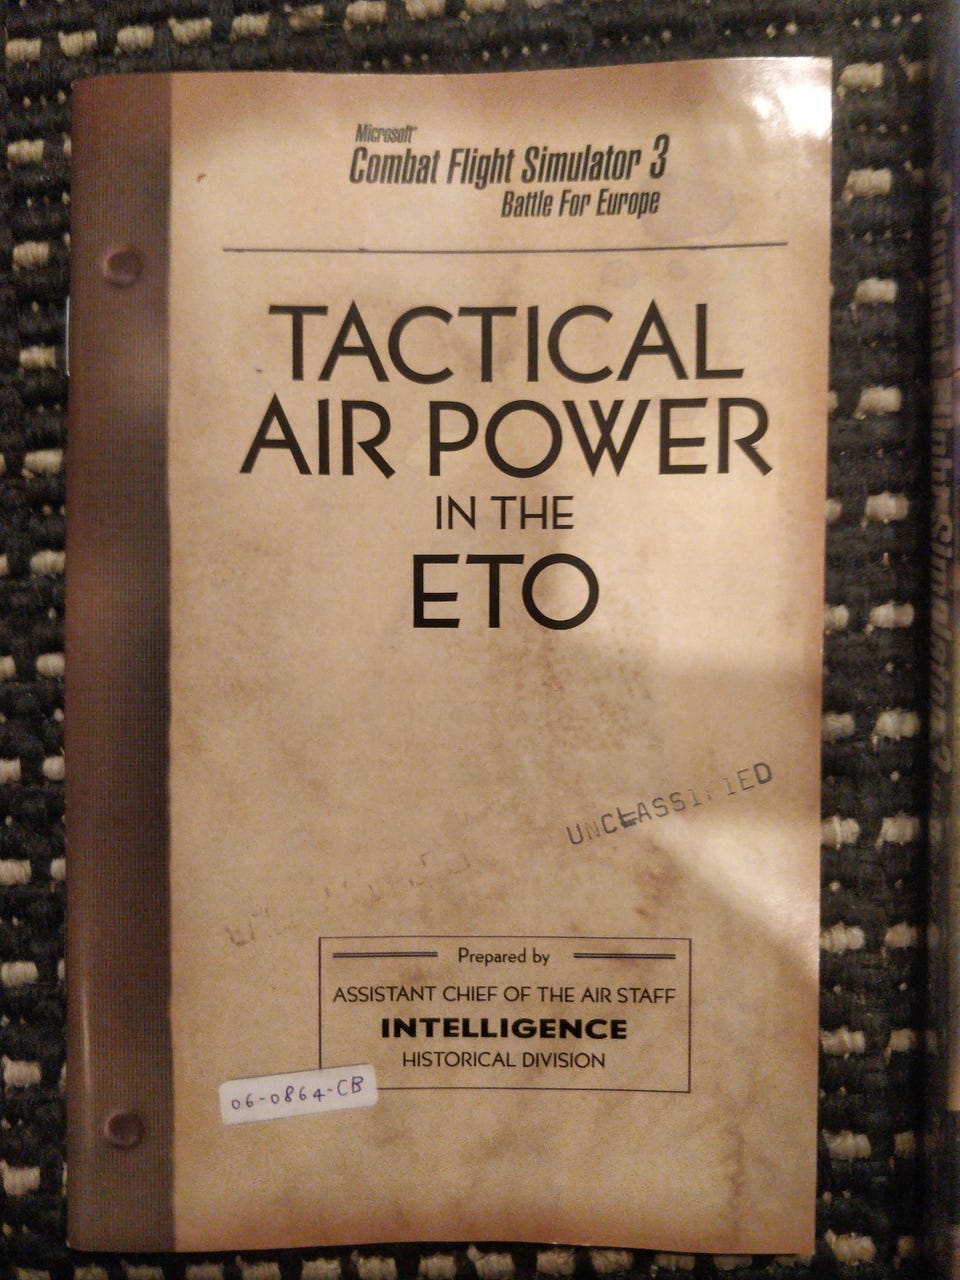 Microsoft®
Combat Flight Simulator 3
Battle For Europe
TACTICAL
AIR POWER
IN THE
ETO
UNCLASSIFIED
Prepared by
ASSISTANT CHIEF OF THE AIR STAFF
INTELLIGENCE
HISTORICAL DIVISION
06-0864-CB